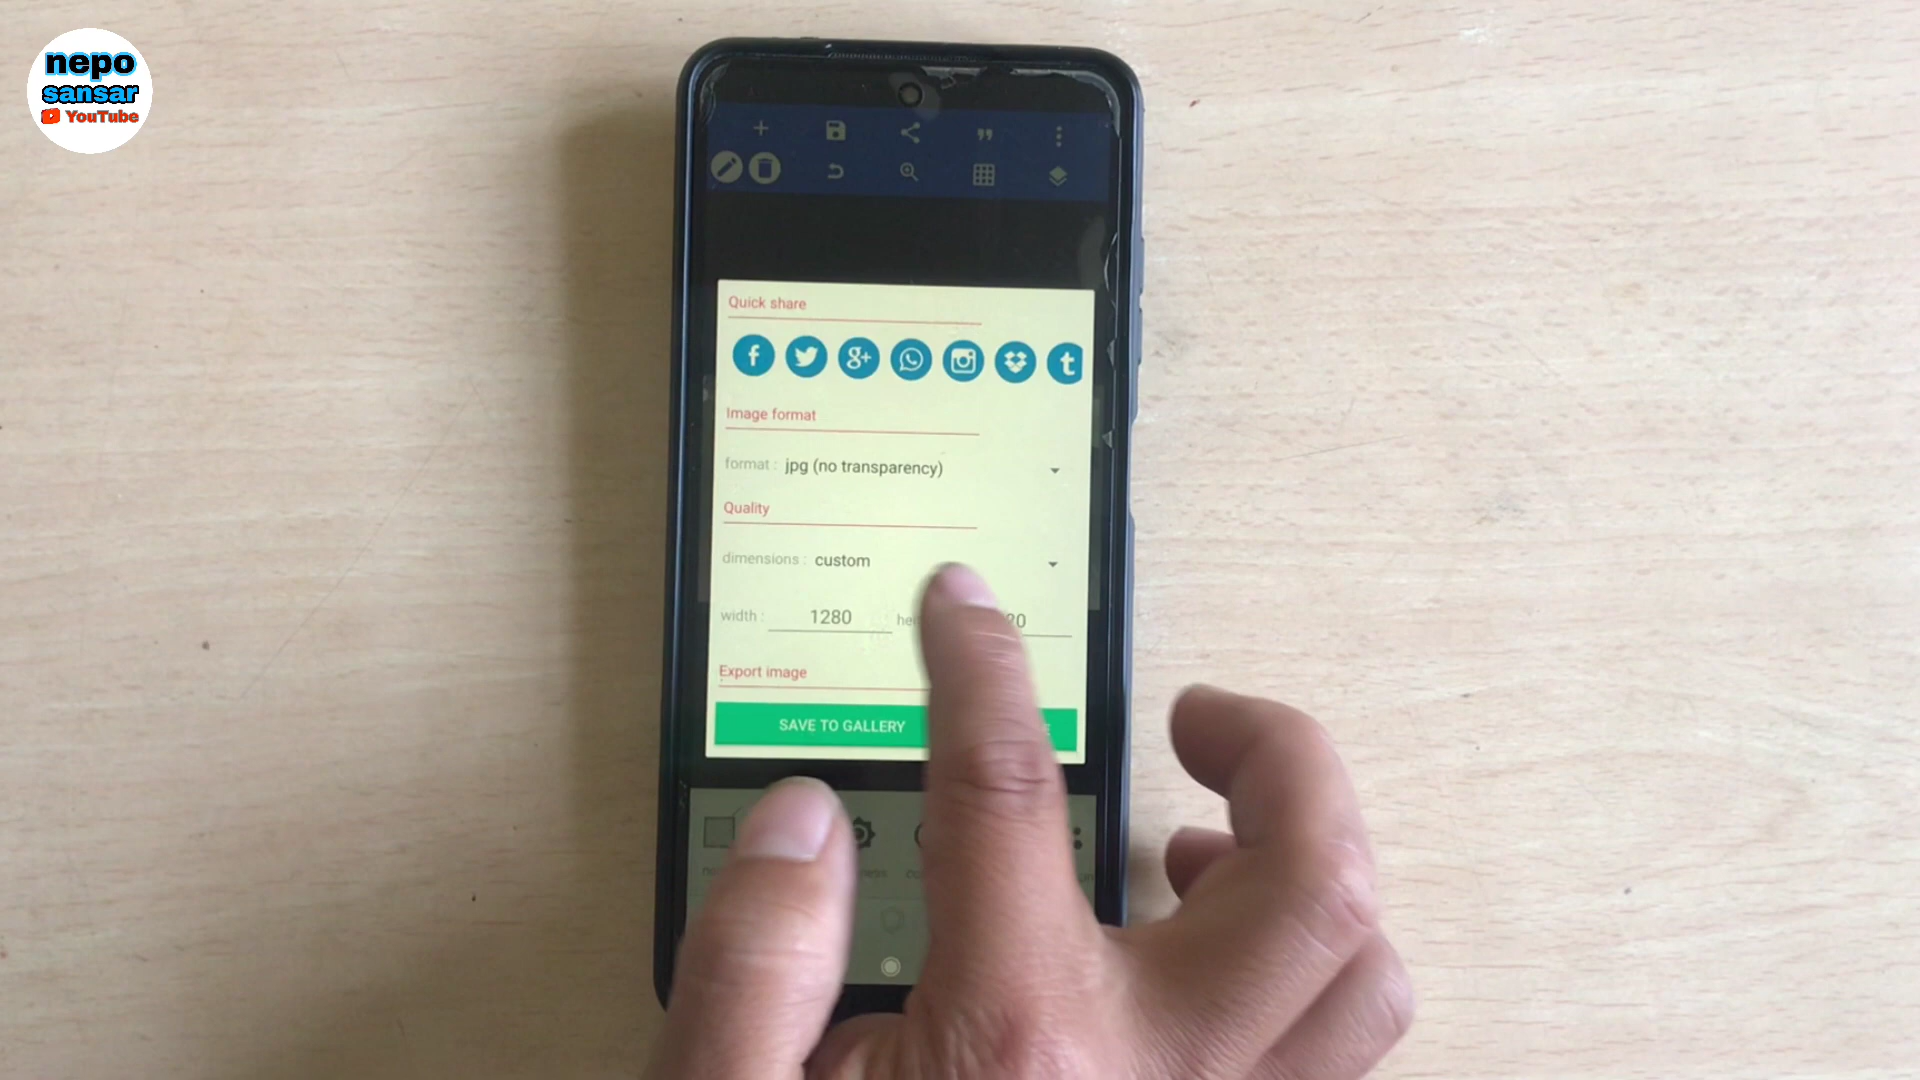 nepo
sansar
YouTube
Quick share
Image format
format : jpg (no transparency)
Quality
dimensions : custom
width : 1280
Export image
SAVE TO GALLERY